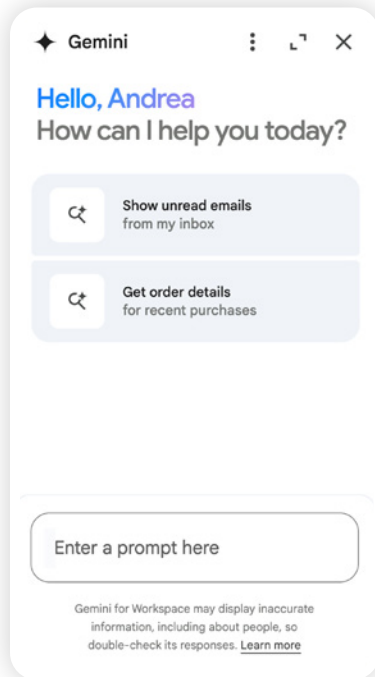 Gemini
Hello, Andrea
How can I help you today?
Show unread emails
from my inbox
Get order details
for recent purchases
Enter a prompt here
Gemini for Workspace may display inaccurate
information, including about people, so
double-check its responses. Learn more